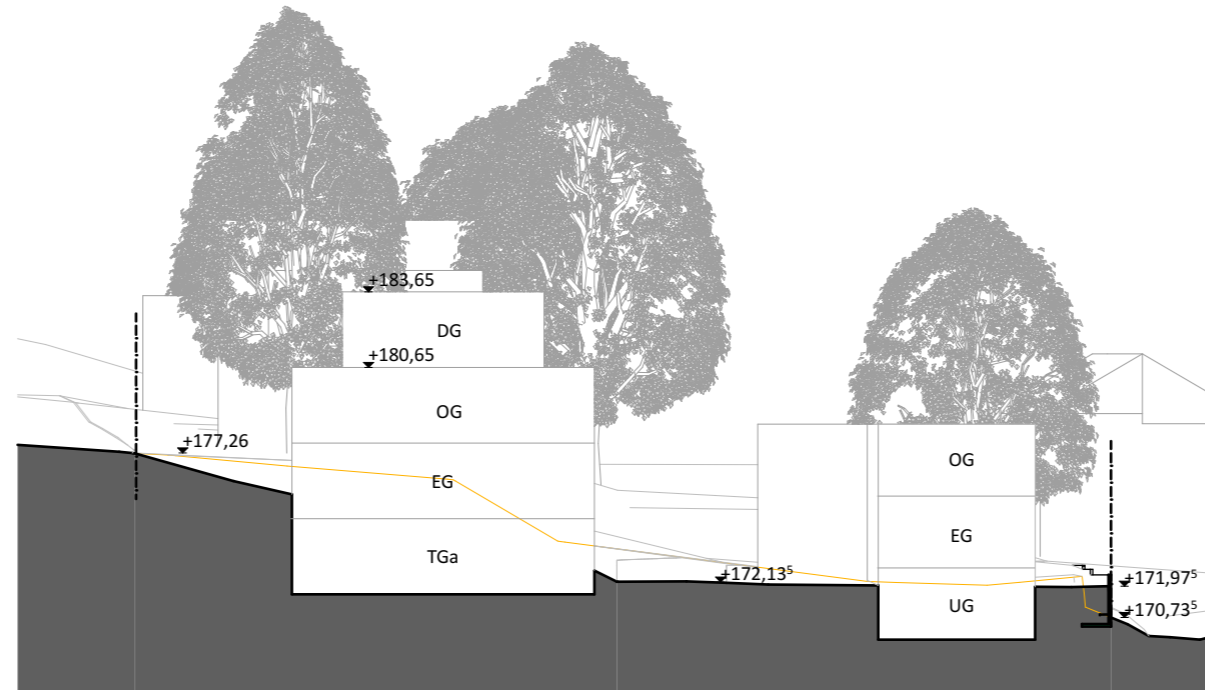 +183,65
DG
+180,65
OG
+177,26
EG
TGa
+172,13⁵
OG
EG
UG
+171,97⁵
+170,73⁵